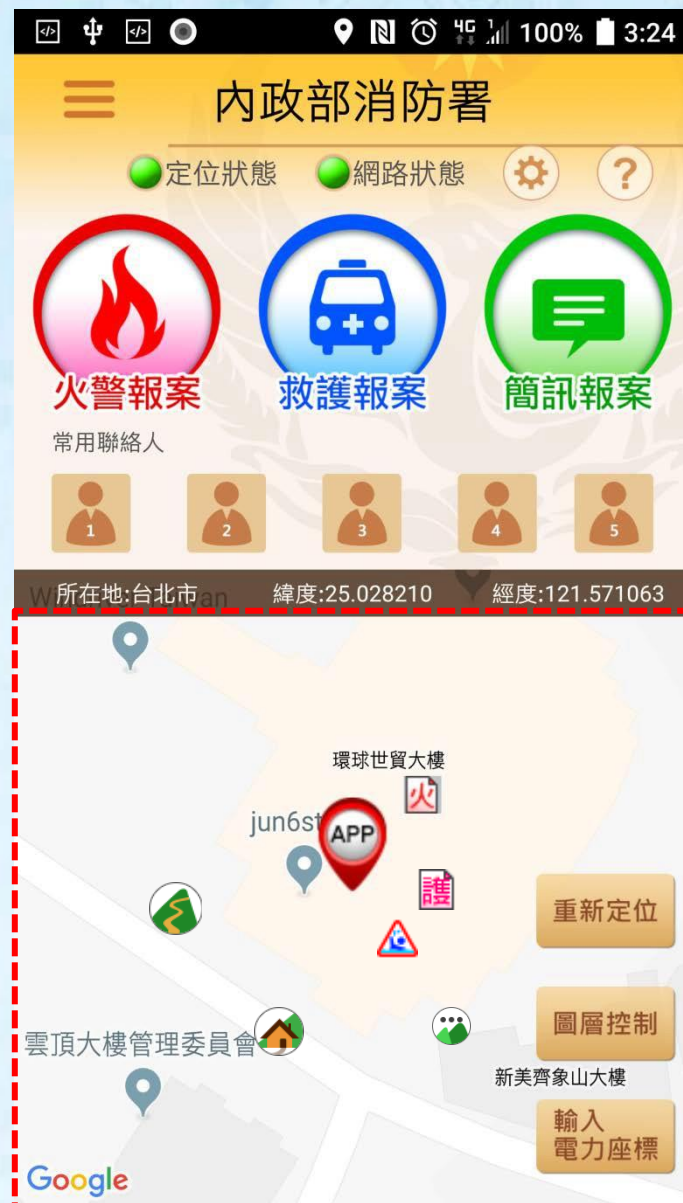 4G 100% 3:24
內政部消防署
定位狀態 網路狀態 ?
火警報案 救護報案 簡訊報案
常用聯絡人
1 2 3 4 5
所在地:台北市 緯度:25.028210 經度:121.571063
環球世貿大樓
火
jun6st
APP
護
重新定位
圖層控制
雲頂大樓管理委員會
新美齊象山大樓
輸入
電力座標
Google